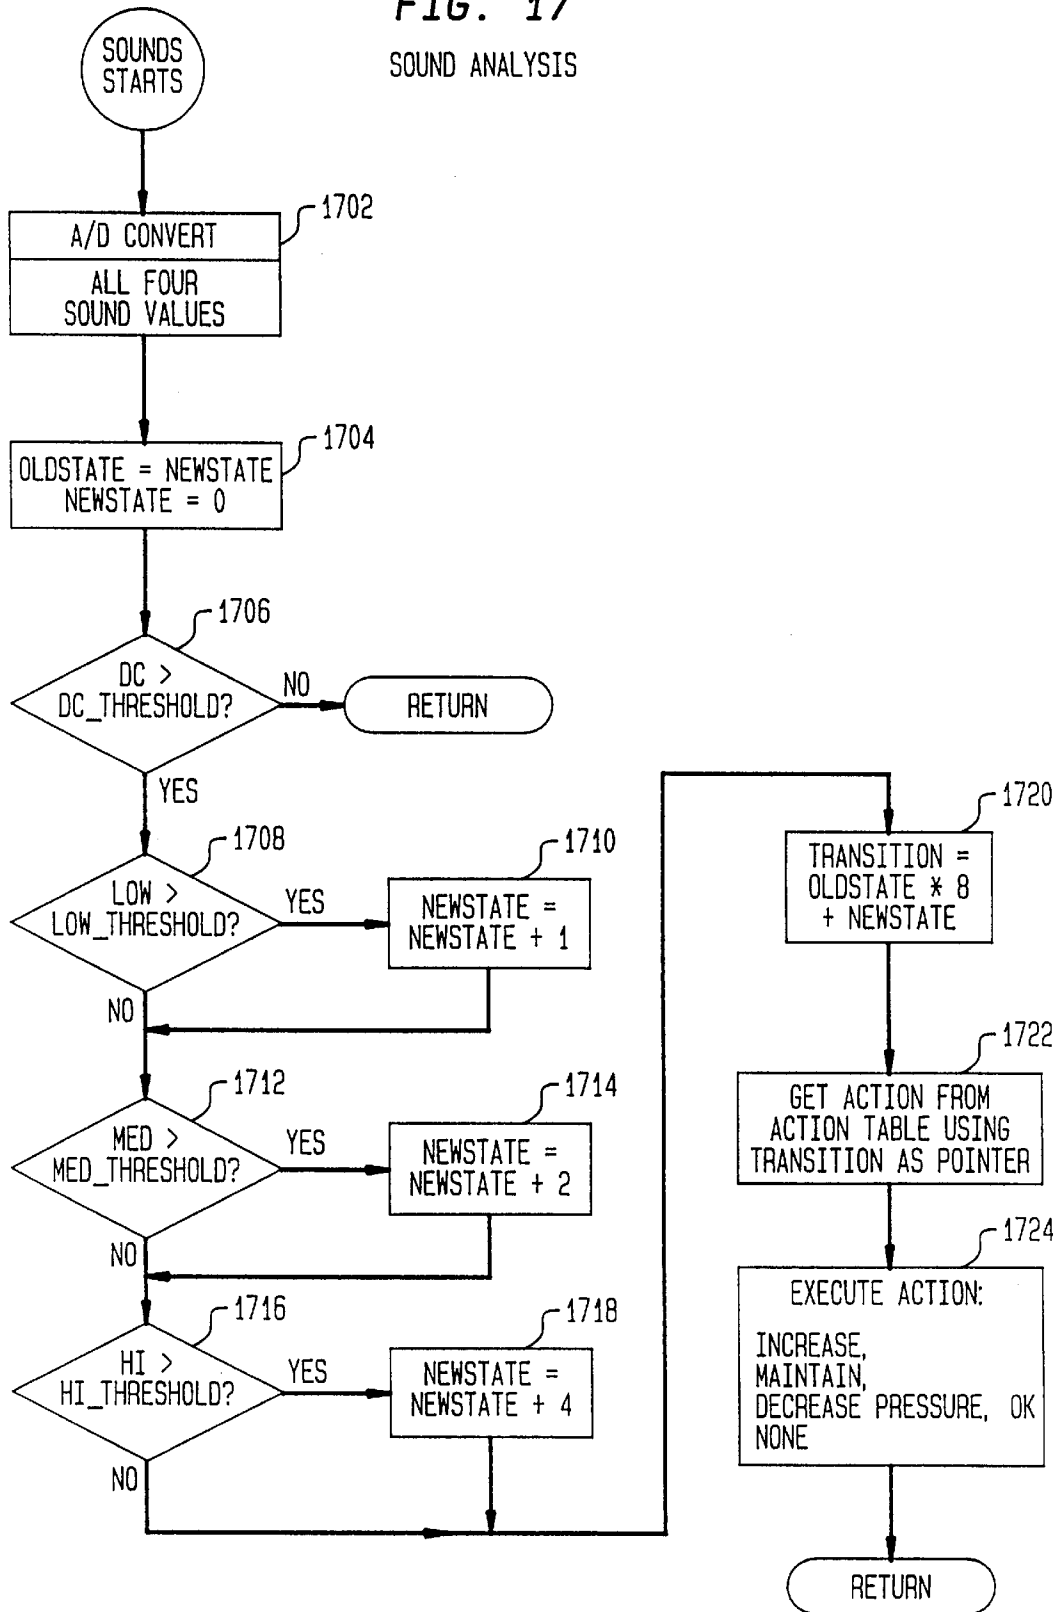 FIG. 17
SOUND ANALYSIS
SOUNDS
STARTS
1702
A/D CONVERT
ALL FOUR
SOUND VALUES
1704
OLDSTATE = NEWSTATE
NEWSTATE = 0
1706
DC >
DC_THRESHOLD?
NO
RETURN
YES
1708
LOW >
LOW_THRESHOLD?
YES
1710
NEWSTATE =
NEWSTATE + 1
NO
1712
MED >
MED_THRESHOLD?
YES
1714
NEWSTATE =
NEWSTATE + 2
NO
1716
HI >
HI_THRESHOLD?
YES
1718
NEWSTATE =
NEWSTATE + 4
NO
1720
TRANSITION =
OLDSTATE * 8
+ NEWSTATE
1722
GET ACTION FROM
ACTION TABLE USING
TRANSITION AS POINTER
1724
EXECUTE ACTION:
INCREASE,
MAINTAIN,
DECREASE PRESSURE, OK
NONE
RETURN